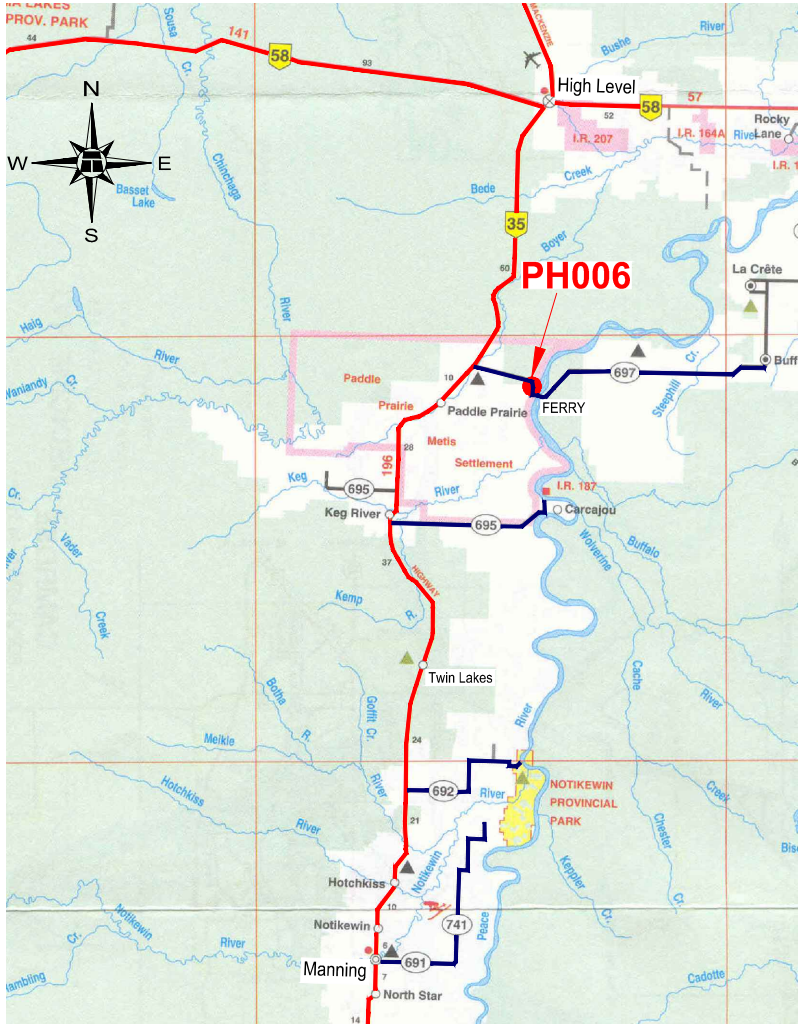 A LAKES
PROV. PARK
44
141
58
93
Sousa
Cr.
MACKENZIE
Bushe
River
High Level
58
57
52
I.R. 207
I.R. 164A
River
Rocky
Lane
I.R. 1
N
W
E
S
Basset
Lake
Chinchaga
River
Bede
Creek
35
Boyer
60
PH006
La Crête
Haig
River
Buff
697
Cr.
Steephill
Paddle
Prairie
10
Paddle Prairie
FERRY
Metis
Settlement
Waniandy
Cr.
28
196
Keg
River
695
I.R. 187
Keg River
695
Carcajou
Cr.
Vader
Creek
37
HIGHWAY
Wolverine
Buffalo
Kemp
R.
Twin Lakes
Botha
R.
Goffit Cr.
Cache
River
River
Meikle
River
24
Hotchkiss
River
692
River
21
NOTIKEWIN
PROVINCIAL
PARK
Creek
Chester
Cr.
Keppler
Cr.
Hotchkiss
Notikewin
10
Notikewin
741
Peace
Notikewin
Cr.
River
6
Manning
691
7
North Star
14
Cadotte